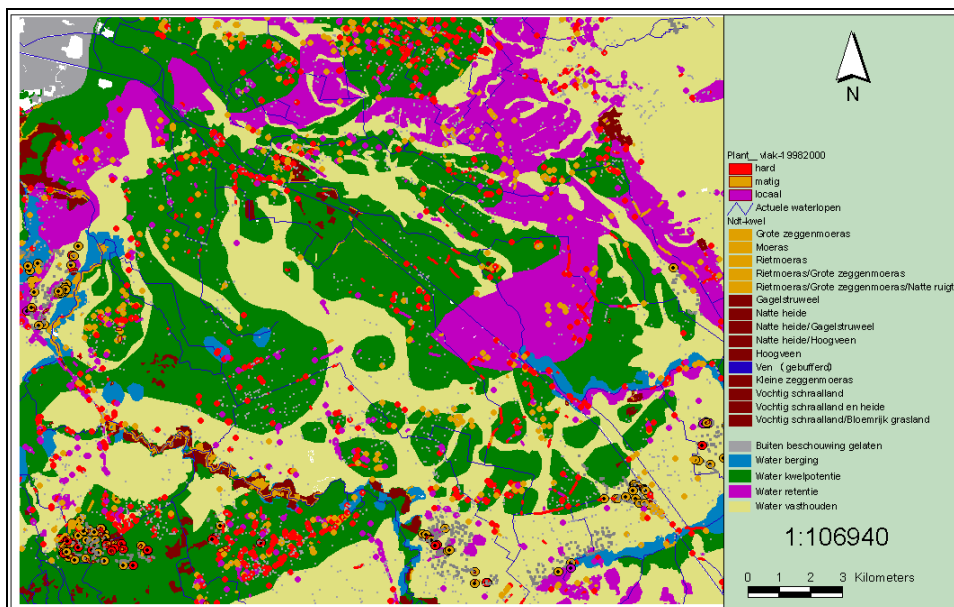 N
Plant_ vlak-19982000
hard
matig
locaal
Actuele waterlopen
Ndt-kwel
Grote zeggenmoeras
Moeras
Rietmoeras
Rietmoeras/Grote zeggenmoeras
Rietmoeras/Grote zeggenmoeras/Natte ruigt
Gagelstruweel
Natte heide
Natte heide/Gagelstruweel
Natte heide/Hoogveen
Hoogveen
Ven (gebufferd)
Kleine zeggenmoeras
Vochtig schraalland
Vochtig schraalland en heide
Vochtig schraalland/Bloemrijk grasland
Buiten beschouwing gelaten
Water berging
Water kwelpotentie
Water retentie
Water vasthouden
1:106940
0 1 2 3 Kilometers